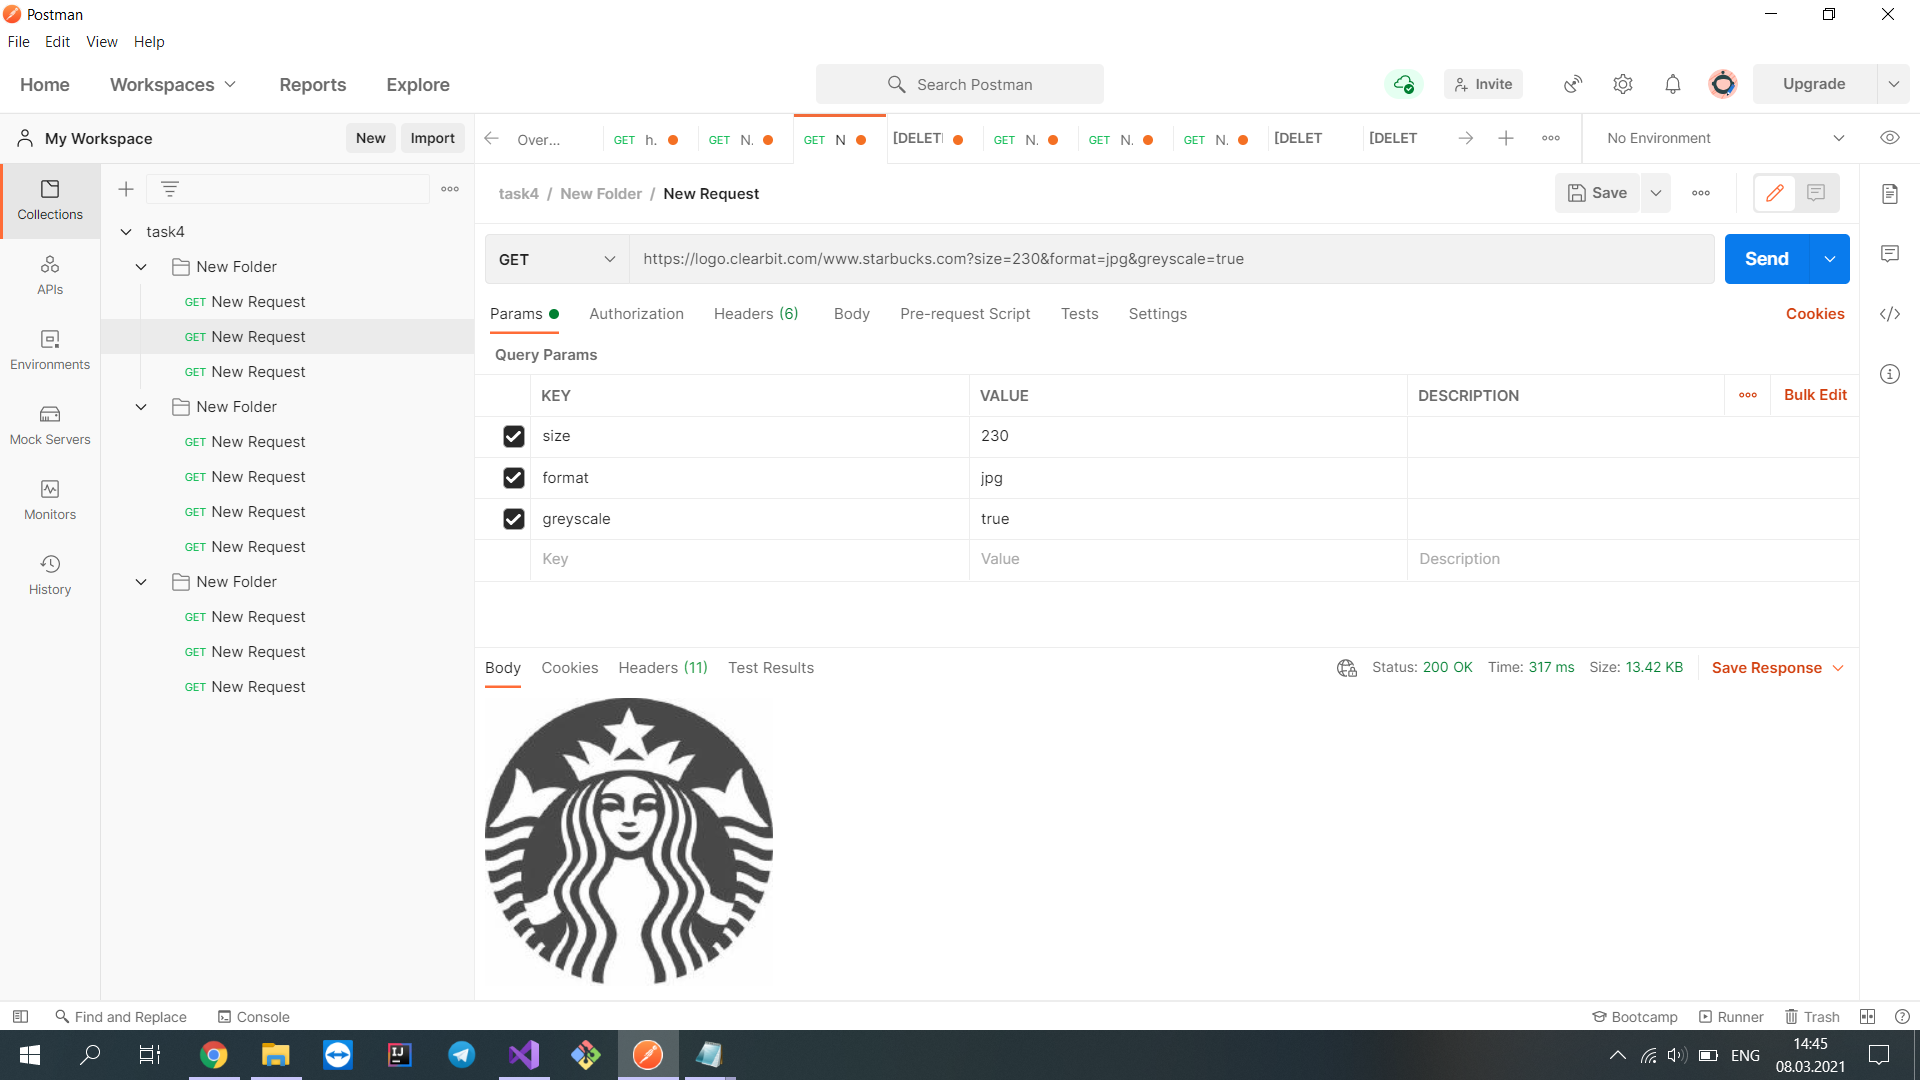 Postman
File Edit View Help
Home Workspaces Reports Explore Search Postman Invite Upgrade
My Workspace New Import Over... GET h. GET N. GET N [DELETI GET N. GET N. GET N. [DELET [DELET No Environment
task4 / New Folder / New Request Save
Collections
task4
GET https://logo.clearbit.com/www.starbucks.com?size=230&format=jpg&greyscale=true Send
New Folder
APIs
GET New Request
Params Authorization Headers (6) Body Pre-request Script Tests Settings Cookies
GET New Request
Environments
Query Params
GET New Request
KEY VALUE DESCRIPTION Bulk Edit
New Folder
Mock Servers
size 230
GET New Request
format jpg
GET New Request
Monitors
greyscale true
GET New Request
GET New Request
Key Value Description
History
New Folder
GET New Request
GET New Request
GET New Request
Body Cookies Headers (11) Test Results Status: 200 OK Time: 317 ms Size: 13.42 KB Save Response
Find and Replace Console Bootcamp Runner Trash
IJ
ENG
14:45
08.03.2021